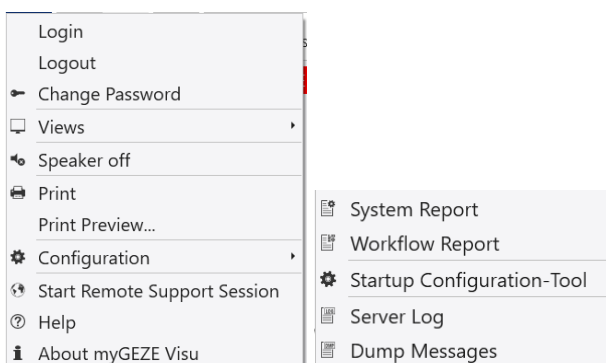 Login
Logout
Change Password
Views
Speaker off
Print
Print Preview...
Configuration
Start Remote Support Session
Help
About myGEZE Visu
System Report
Workflow Report
Startup Configuration-Tool
Server Log
Dump Messages